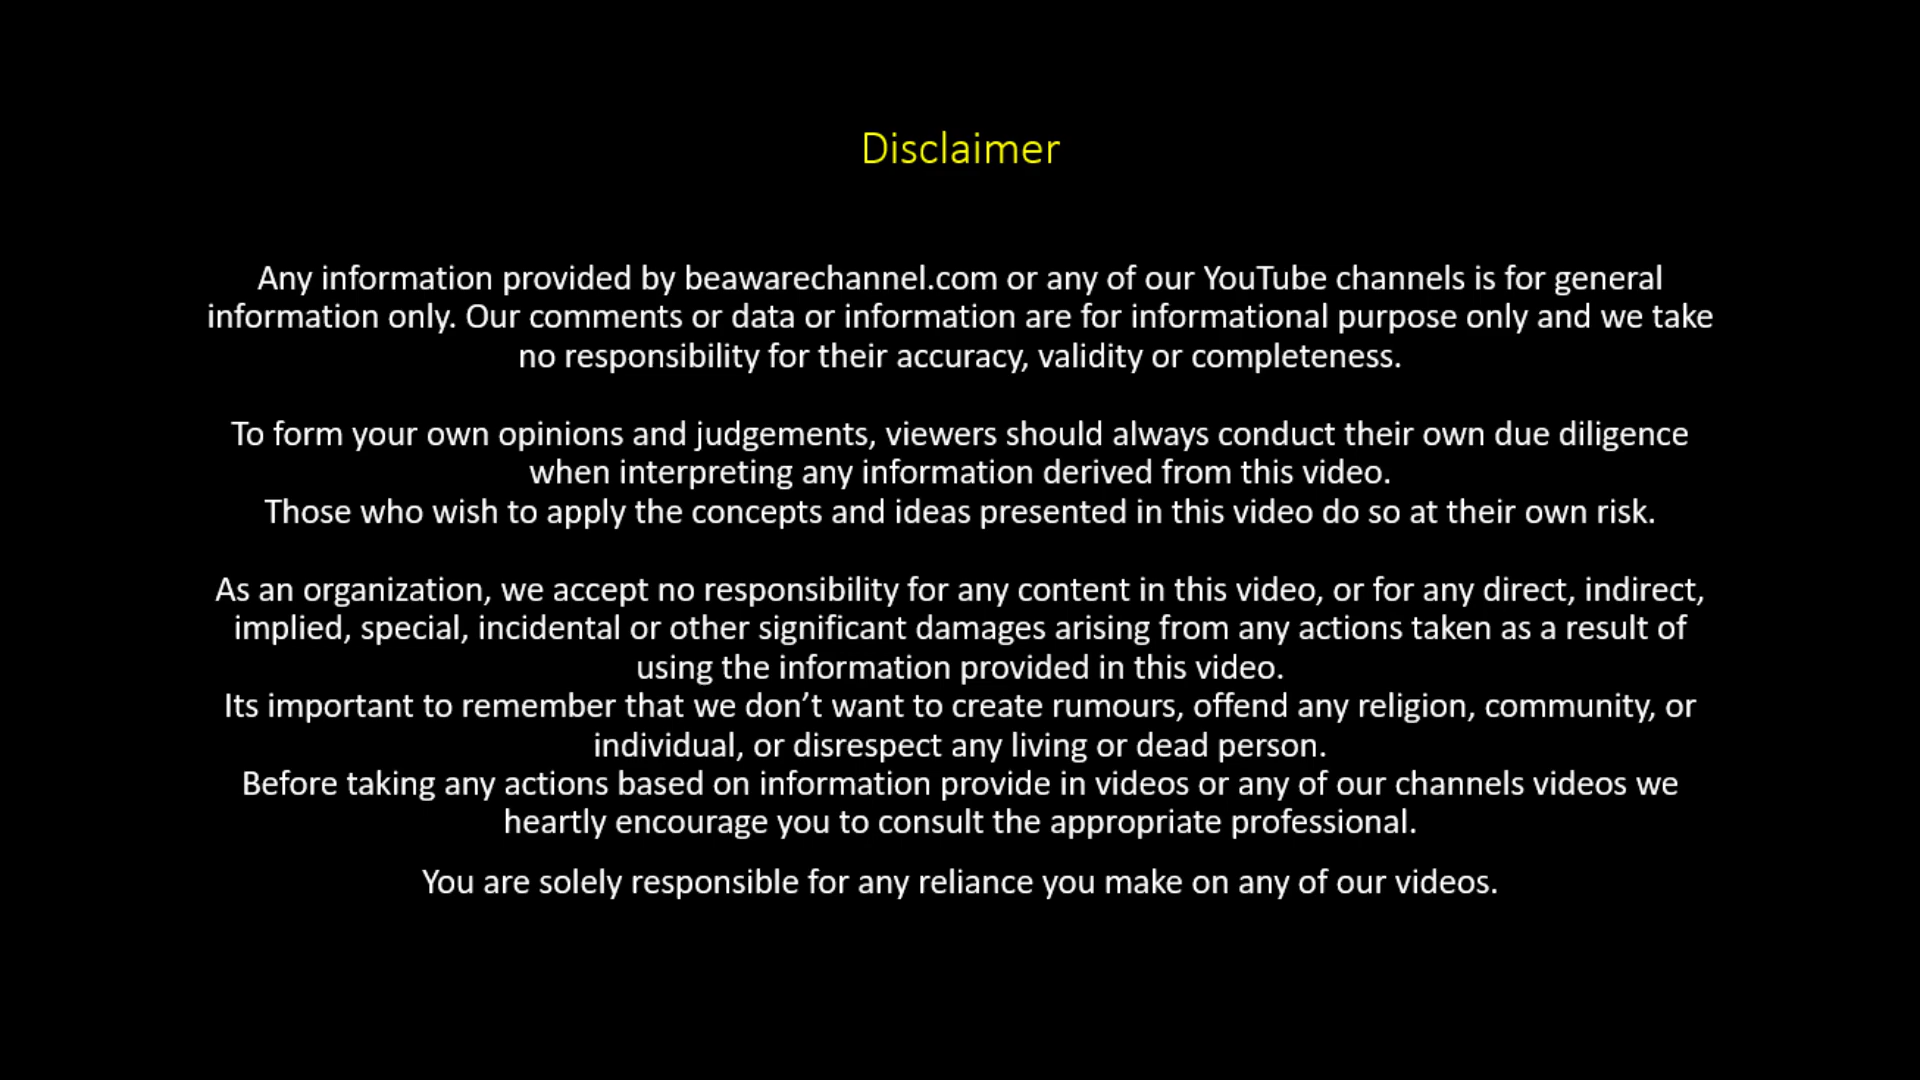 Disclaimer
Any information provided by beawarechannel.com or any of our YouTube channels is for general
information only. Our comments or data or information are for informational purpose only and we take
no responsibility for their accuracy, validity or completeness.
To form your own opinions and judgements, viewers should always conduct their own due diligence
when interpreting any information derived from this video.
Those who wish to apply the concepts and ideas presented in this video do so at their own risk.
As an organization, we accept no responsibility for any content in this video, or for any direct, indirect,
implied, special, incidental or other significant damages arising from any actions taken as a result of
using the information provided in this video.
Its important to remember that we don’t want to create rumours, offend any religion, community, or
individual, or disrespect any living or dead person.
Before taking any actions based on information provide in videos or any of our channels videos we
heartly encourage you to consult the appropriate professional.
You are solely responsible for any reliance you make on any of our videos.